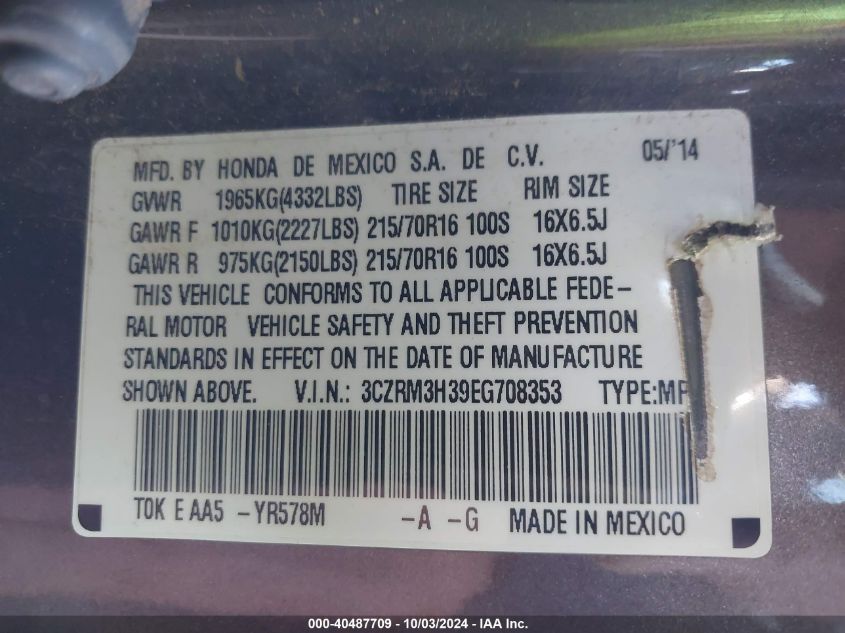 MFD. BY HONDA DE MEXICO S.A. DE C.V. 05/'14
GVWR 1965KG(4332LBS) TIRE SIZE RIM SIZE
GAWR F 1010KG(2227LBS) 215/70R16 100S 16X6.5J
GAWR R 975KG(2150LBS) 215/70R16 100S 16X6.5J
THIS VEHICLE CONFORMS TO ALL APPLICABLE FEDE-
RAL MOTOR VEHICLE SAFETY AND THEFT PREVENTION
STANDARDS IN EFFECT ON THE DATE OF MANUFACTURE
SHOWN ABOVE. V.I.N.: 3CZRM3H39EG708353 TYPE:
T0K E AA5 -YR578M -A -G MADE IN MEXICO
000-40487709 - 10/03/2024 - IAA Inc.